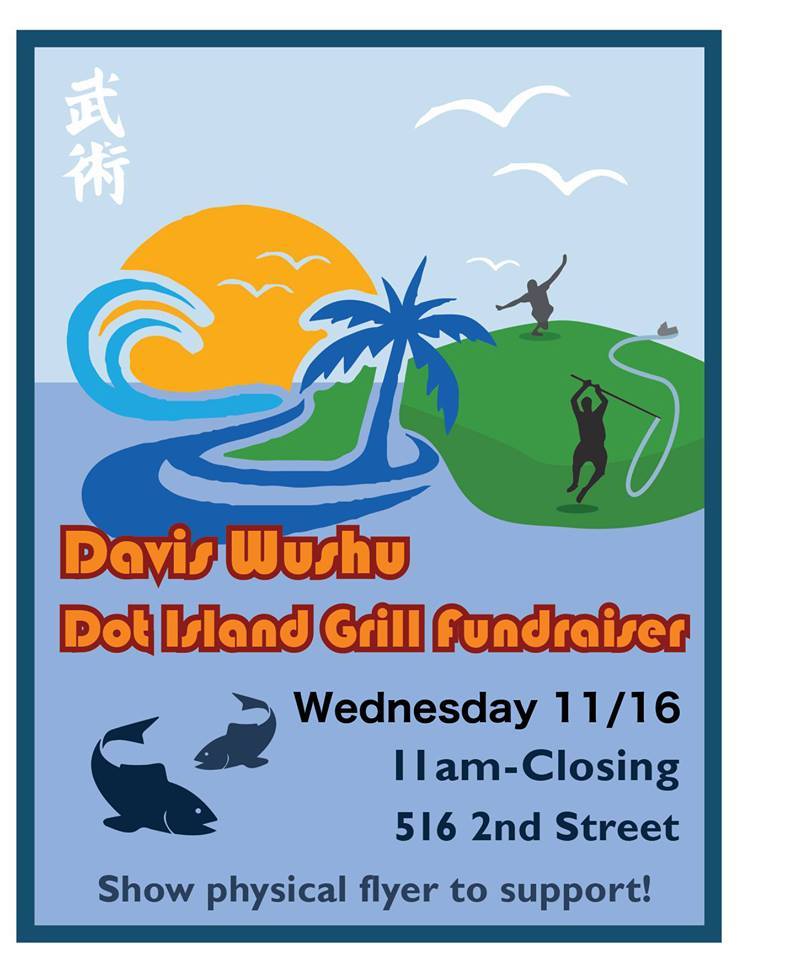 武術
Davis Wushu
Dot Island Grill Fundraiser
Wednesday 11/16
11am-Closing
516 2nd Street
Show physical flyer to support!